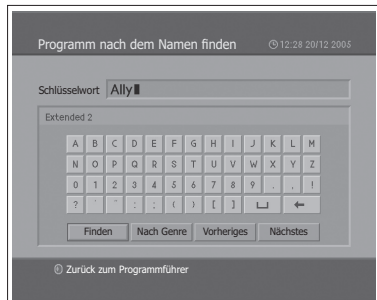 Programm nach dem Namen finden 12:28 20/12 2005
Schlüsselwort Ally
Extended 2
A B C D E F G H I J K L M
N O P Q R S T U V W X Y Z
0 1 2 3 4 5 6 7 8 9 . , !
? ' ¨ : ; ( ) [ ] ←
Finden Nach Genre Vorheriges Nächstes
Zurück zum Programmführer